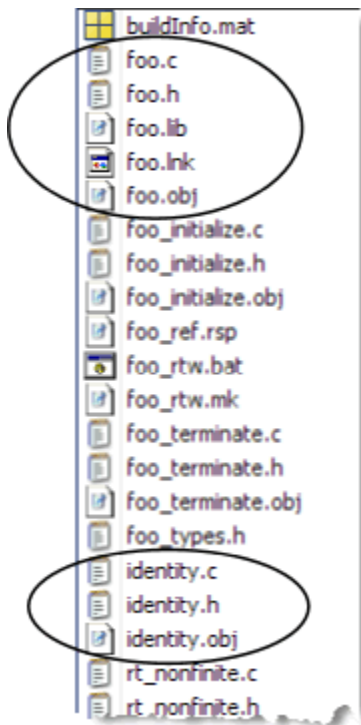 buildInfo.mat
foo.c
foo.h
foo.lib
foo.lnk
foo.obj
foo_initialize.c
foo_initialize.h
foo_initialize.obj
foo_ref.rsp
foo_rtw.bat
foo_rtw.mk
foo_terminate.c
foo_terminate.h
foo_terminate.obj
foo_types.h
identity.c
identity.h
identity.obj
rt_nonfinite.c
rt_nonfinite.h